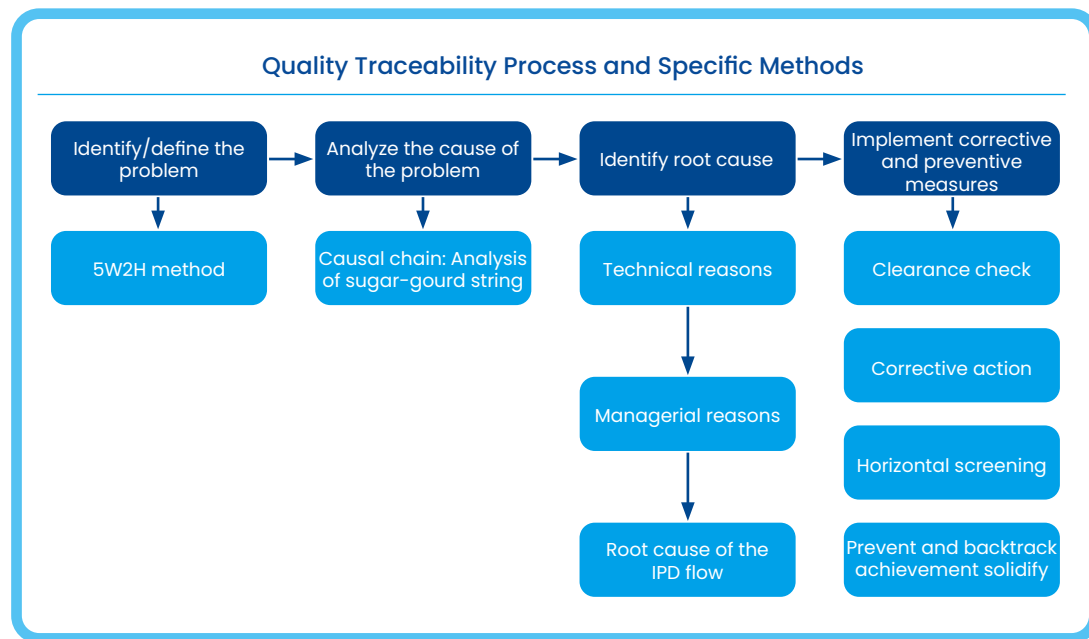 Quality Traceability Process and Specific Methods
Identify/define the
problem
Analyze the cause of
the problem
Identify root cause
Implement corrective
and preventive
measures
5W2H method
Causal chain: Analysis
of sugar-gourd string
Technical reasons
Managerial reasons
Root cause of the
IPD flow
Clearance check
Corrective action
Horizontal screening
Prevent and backtrack
achievement solidify